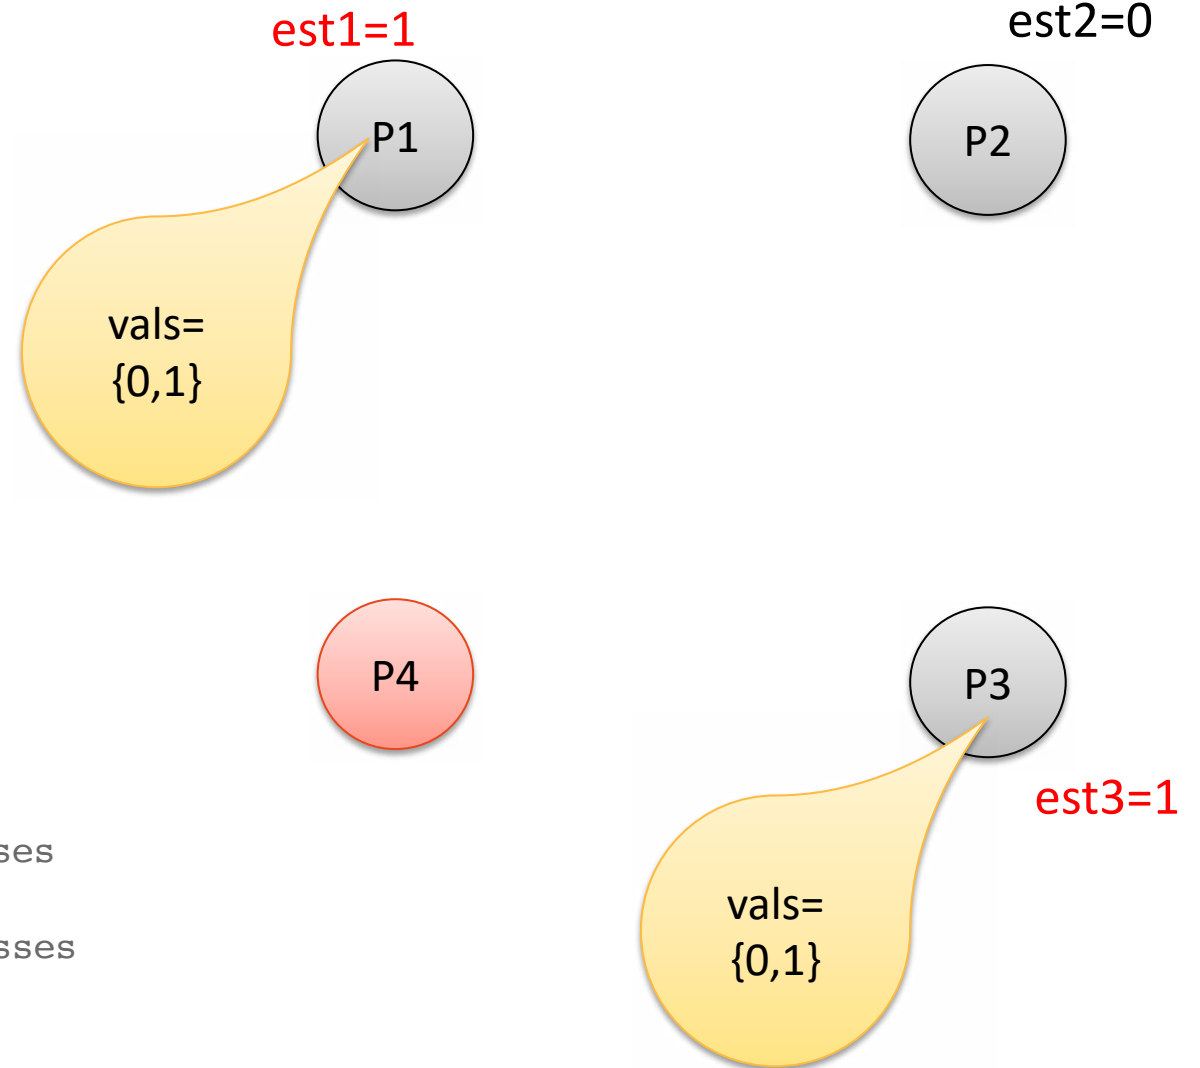 est1=1
est2=0
P1
P2
vals=
{0,1}
P4
P3
est3=1
vals=
{0,1}